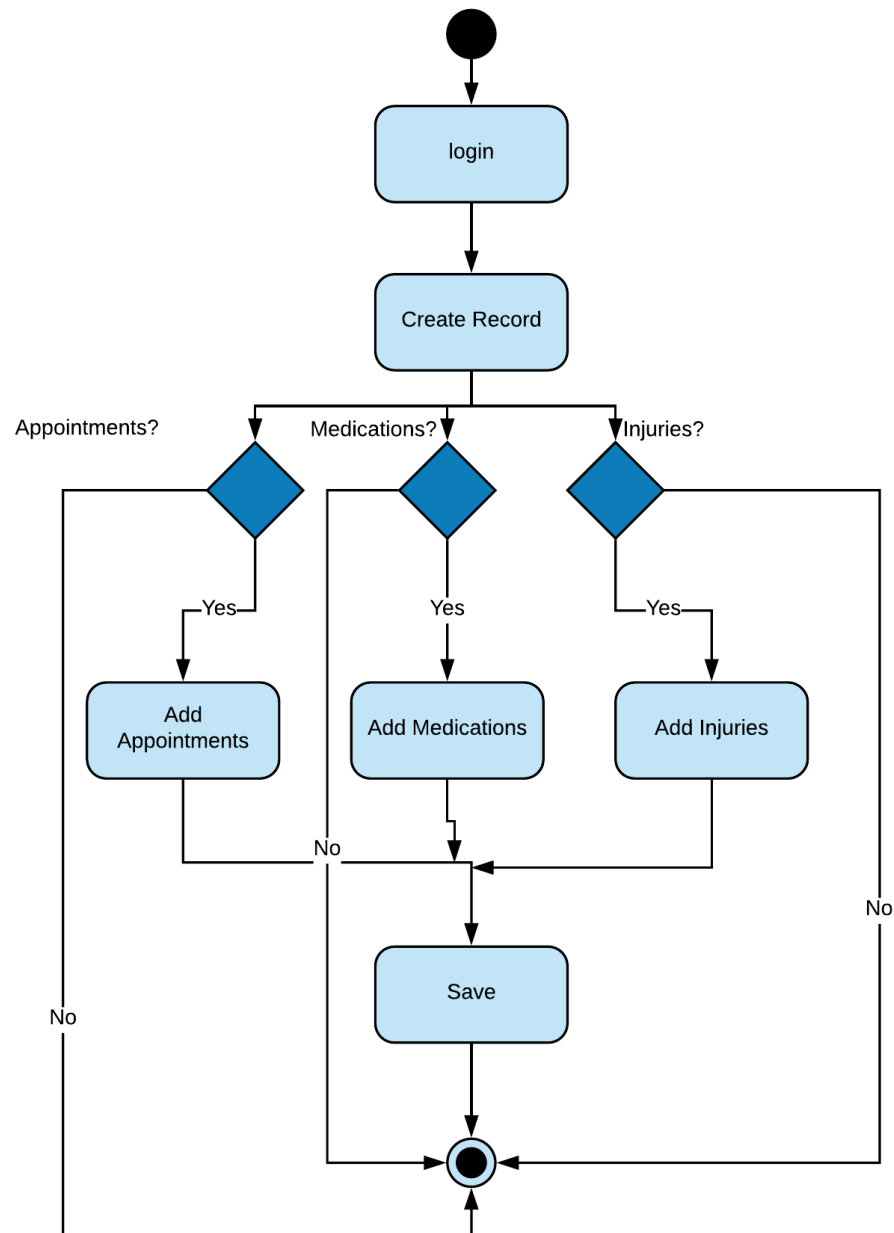 login
Create Record
Appointments?
Medications?
Injuries?
Yes
Yes
Yes
Add
Appointments
Add Medications
Add Injuries
No
No
Save
No